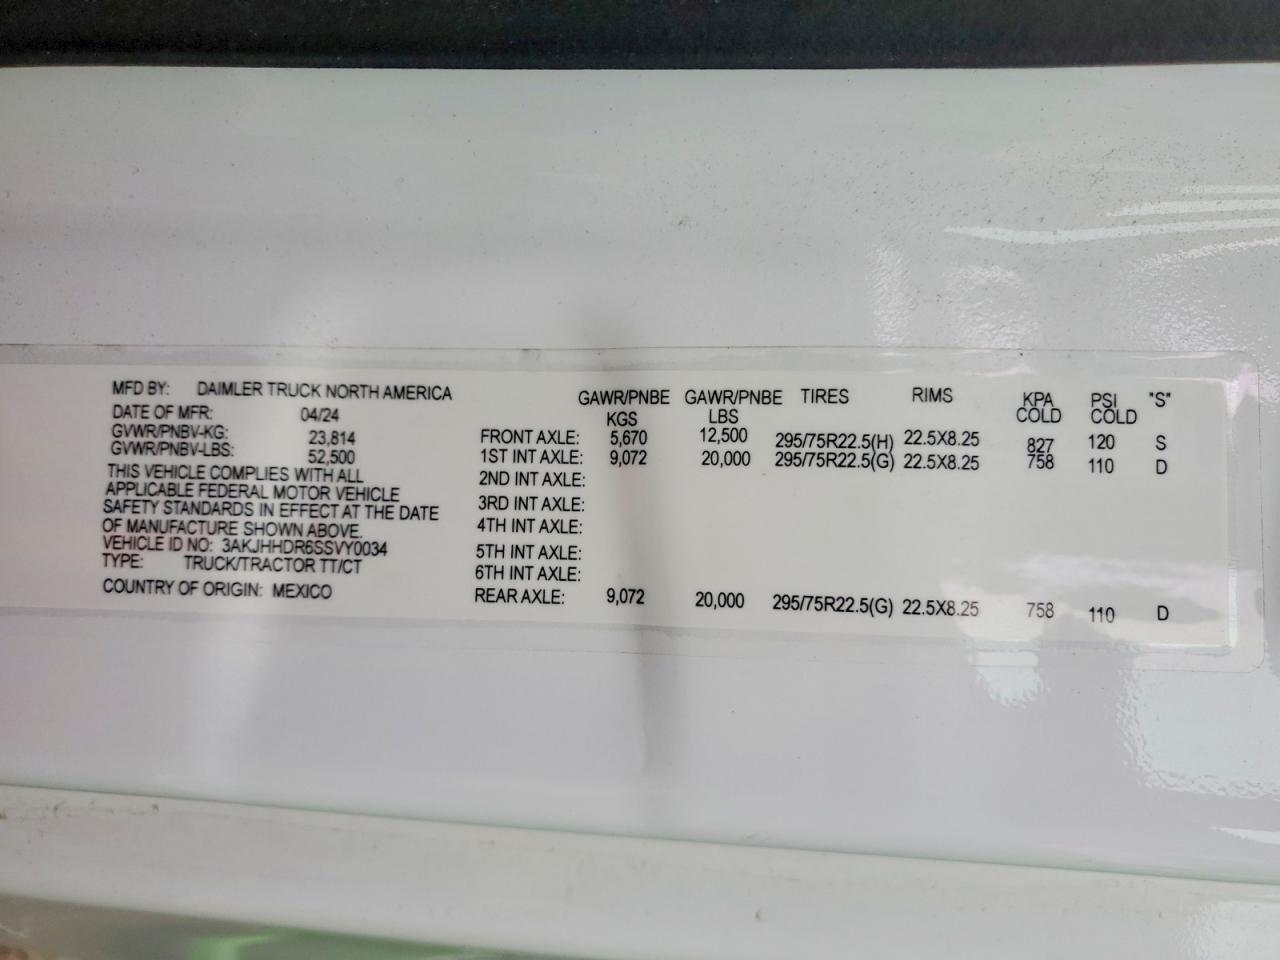 MFD BY: DAIMLER TRUCK NORTH AMERICA
DATE OF MFR: 04/24
GVWR/PNBV-KG: 23,814
GVWR/PNBV-LBS: 52,500
THIS VEHICLE COMPLIES WITH ALL
APPLICABLE FEDERAL MOTOR VEHICLE
SAFETY STANDARDS IN EFFECT AT THE DATE
OF MANUFACTURE SHOWN ABOVE.
VEHICLE ID NO: 3AKJHHDR6SSVY0034
TYPE: TRUCK/TRACTOR TT/CT
COUNTRY OF ORIGIN: MEXICO
GAWR/PNBE GAWR/PNBE TIRES RIMS KPA PSI "S"
KGS LBS COLD COLD
FRONT AXLE: 5,670 12,500 295/75R22.5(H) 22.5X8.25 827 120 S
1ST INT AXLE: 9,072 20,000 295/75R22.5(G) 22.5X8.25 758 110 D
2ND INT AXLE:
3RD INT AXLE:
4TH INT AXLE:
5TH INT AXLE:
6TH INT AXLE:
REAR AXLE: 9,072 20,000 295/75R22.5(G) 22.5X8.25 758 110 D